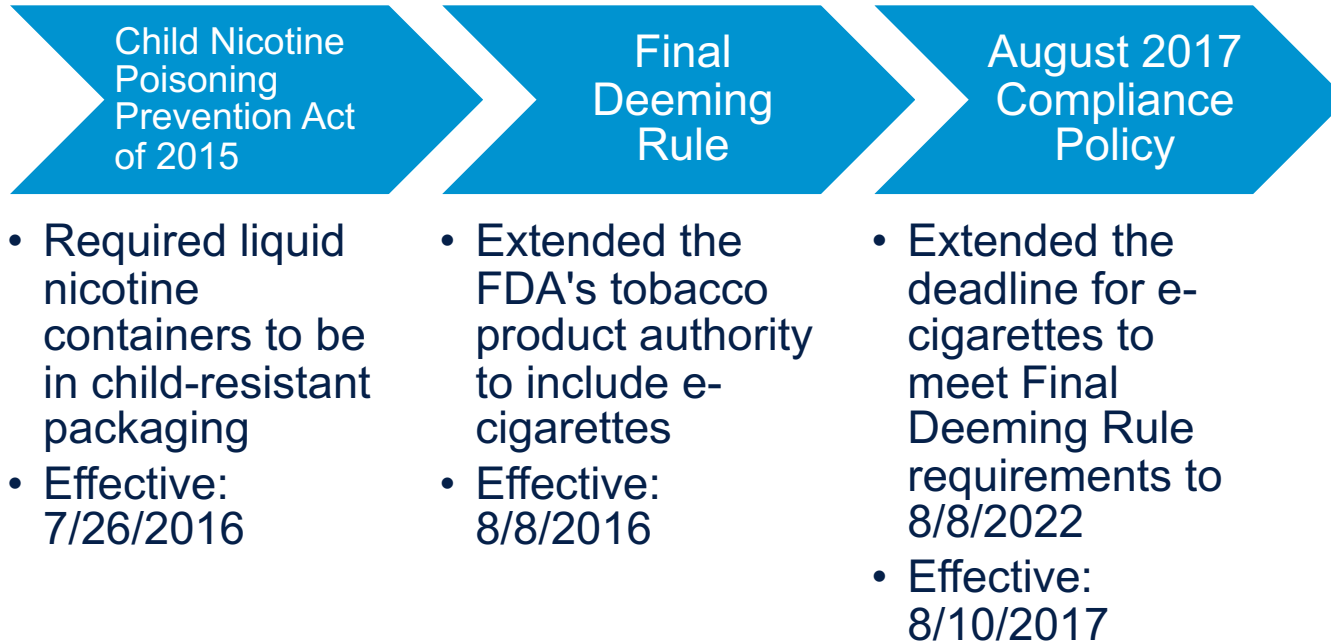 Child Nicotine
Poisoning
Prevention Act
of 2015
Final
Deeming
Rule
August 2017
Compliance
Policy
• Required liquid
nicotine
containers to be
in child-resistant
packaging
• Effective:
7/26/2016
• Extended the
FDA's tobacco
product authority
to include e-
cigarettes
• Effective:
8/8/2016
• Extended the
deadline for e-
cigarettes to
meet Final
Deeming Rule
requirements to
8/8/2022
• Effective:
8/10/2017